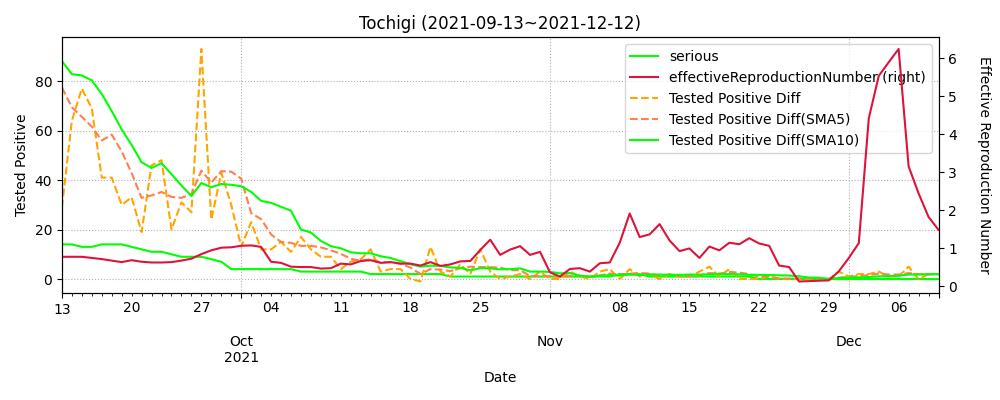 Tochigi (2021-09-13~2021-12-12)
serious
effectiveReproductionNumber (right)
Tested Positive Diff
Tested Positive Diff(SMA5)
Tested Positive Diff(SMA10)
Tested Positive
80
60
40
20
0
6
5
4
3
2
1
0
Effective Reproduction Number
13 20 27 04 11 18 25 08 15 22 29 06
Oct Nov Dec
2021
Date